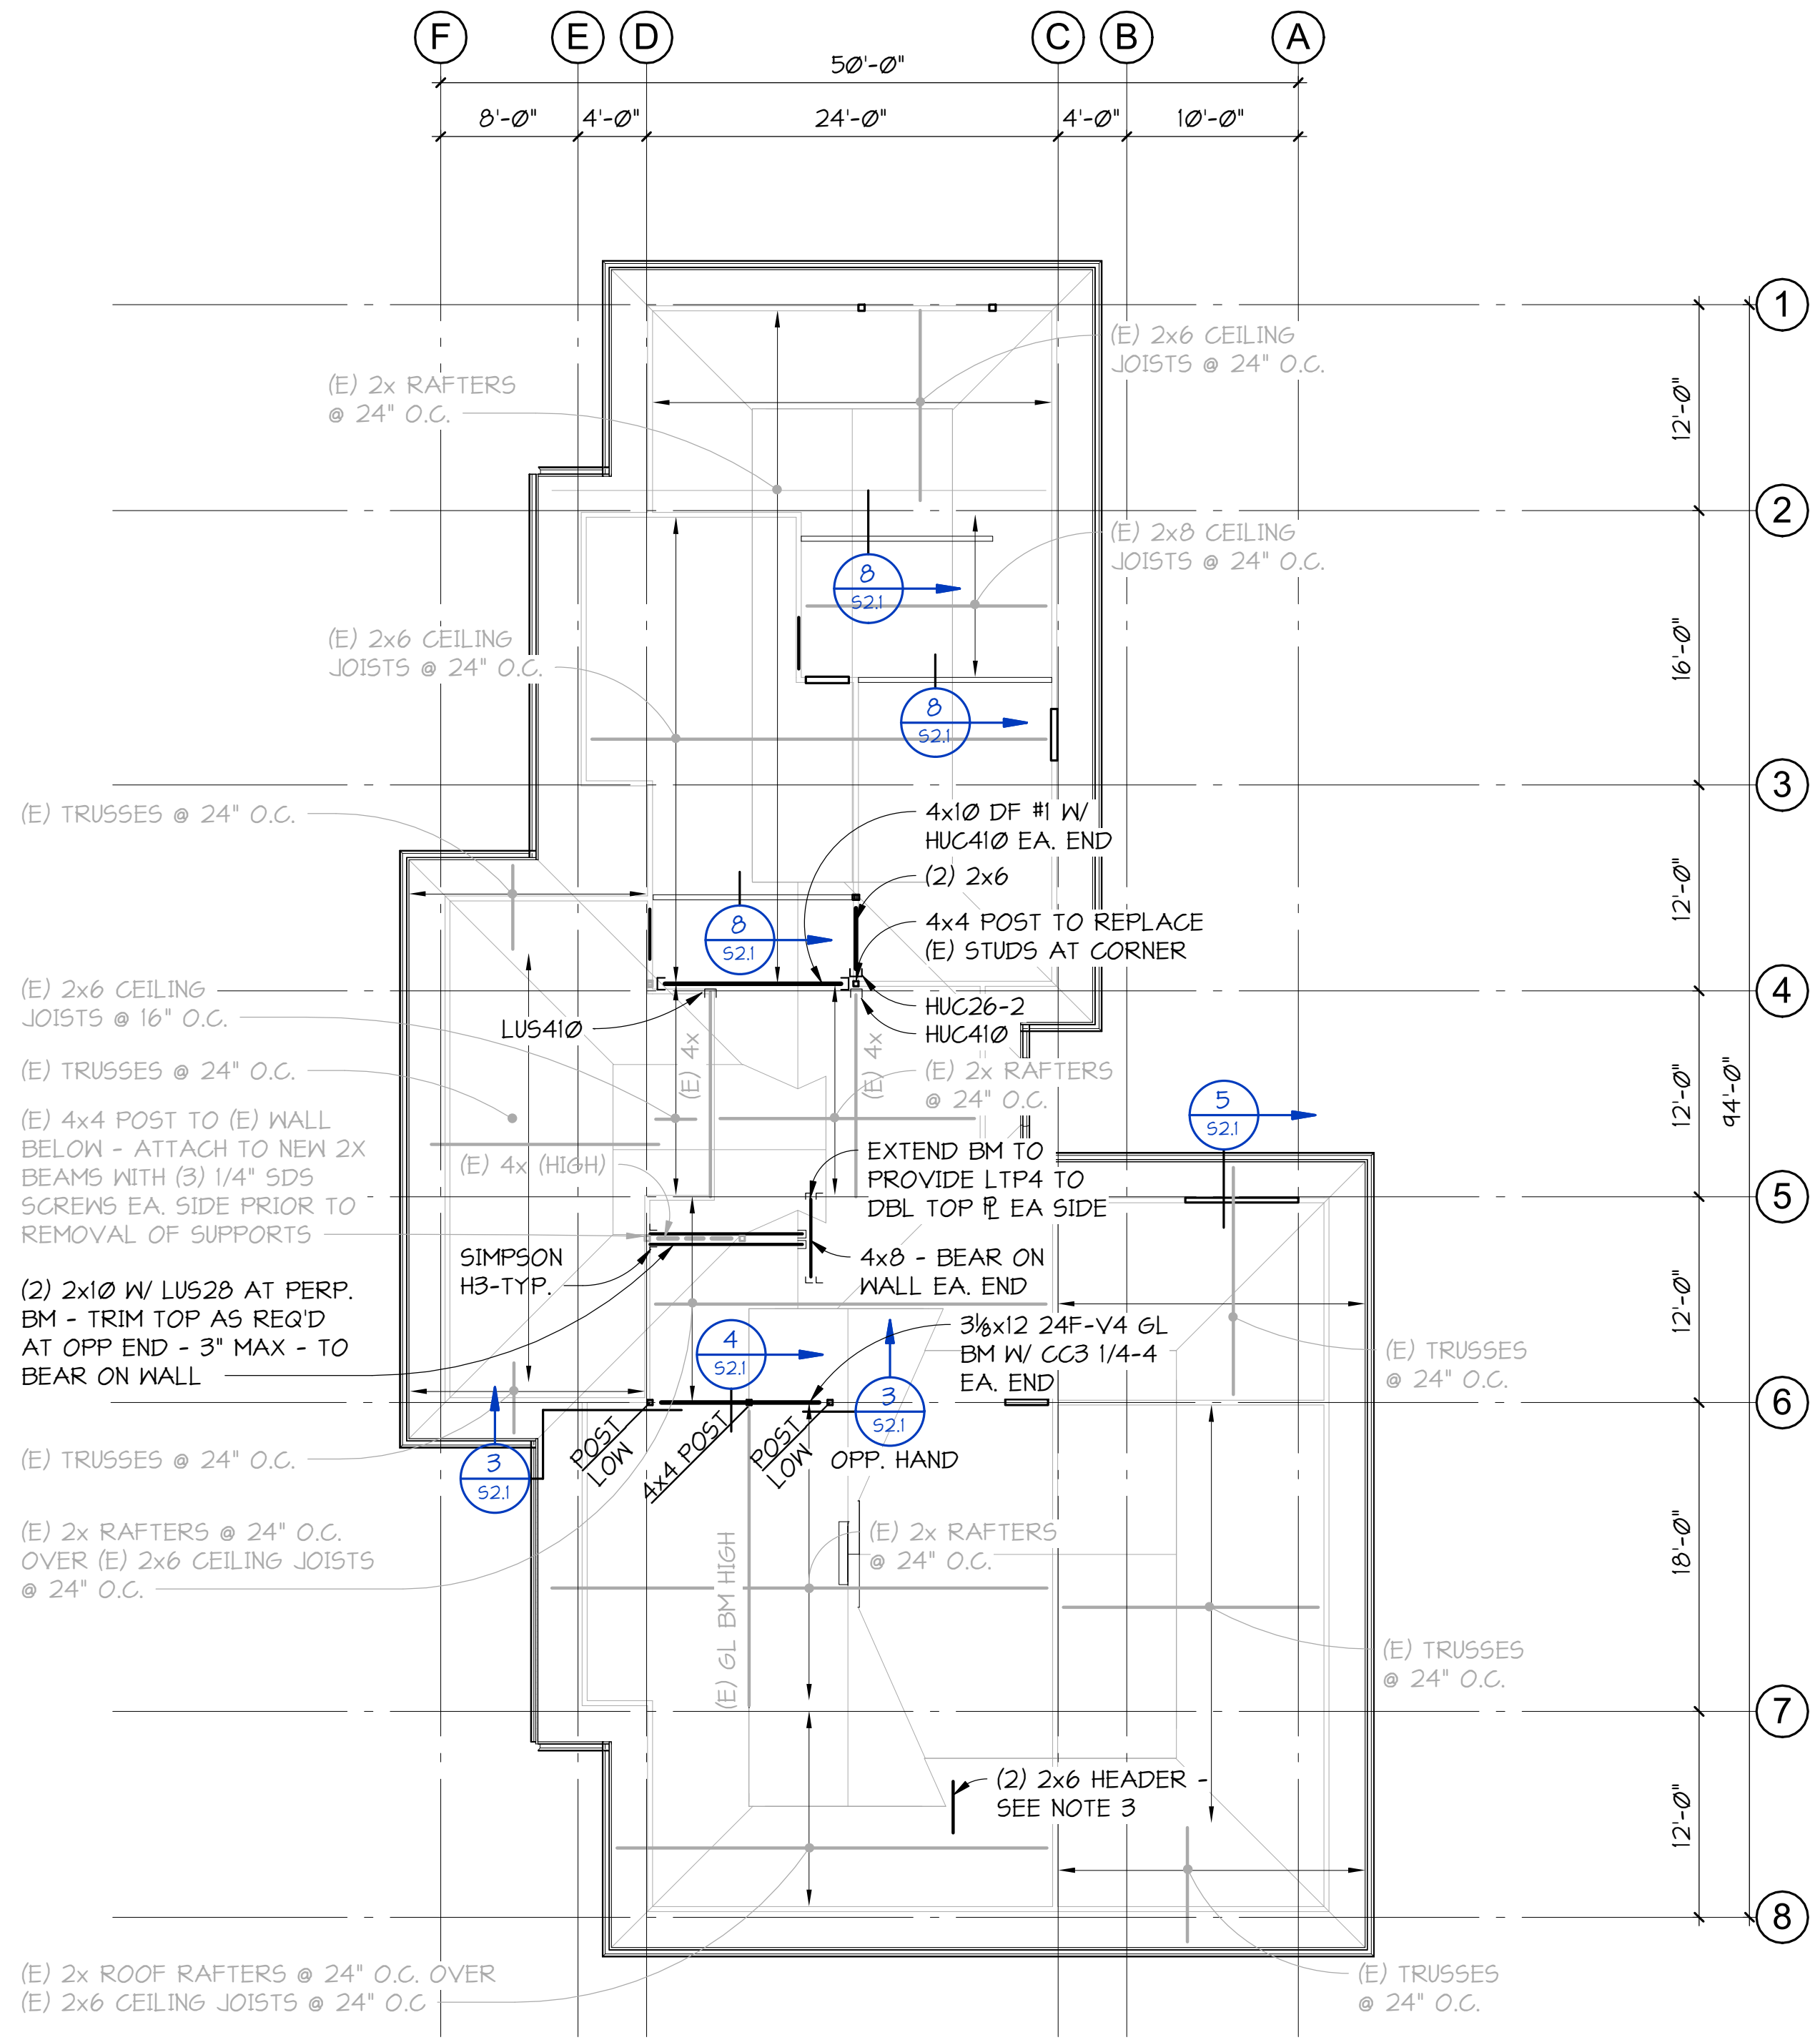 F
E
D
C
B
A
50'-0"
8'-0"
4'-0"
24'-0"
4'-0"
10'-0"
1
2
3
4
5
6
7
8
12'-0"
16'-0"
12'-0"
12'-0"
12'-0"
18'-0"
12'-0"
94'-0"
(E) 2x6 CEILING
JOISTS @ 24" O.C.
(E) 2x RAFTERS
@ 24" O.C.
(E) 2x8 CEILING
JOISTS @ 24" O.C.
8
S2.1
(E) 2x6 CEILING
JOISTS @ 24" O.C.
8
S2.1
(E) TRUSSES @ 24" O.C.
4x10 DF #1 W/
HUC410 EA. END
(2) 2x6
4x4 POST TO REPLACE
(E) STUDS AT CORNER
8
S2.1
(E) 2x6 CEILING
JOISTS @ 16" O.C.
LUS410
HUC26-2
HUC410
(E) 4x
(E) 4x
(E) TRUSSES @ 24" O.C.
(E) 2x RAFTERS
@ 24" O.C.
5
S2.1
(E) 4x4 POST TO (E) WALL
BELOW - ATTACH TO NEW 2X
BEAMS WITH (3) 1/4" SDS
SCREWS EA. SIDE PRIOR TO
REMOVAL OF SUPPORTS
(E) 4x (HIGH)
EXTEND BM TO
PROVIDE LTP4 TO
DBL TOP ⅊ EA SIDE
SIMPSON
H3-TYP.
4x8 - BEAR ON
WALL EA. END
(2) 2x10 W/ LUS28 AT PERP.
BM - TRIM TOP AS REQ'D
AT OPP END - 3" MAX - TO
BEAR ON WALL
3⅛x12 24F-V4 GL
BM W/ CC3 1/4-4
EA. END
4
S2.1
3
S2.1
OPP. HAND
(E) TRUSSES
@ 24" O.C.
POST
LOW
4x4 POST
POST
LOW
(E) TRUSSES @ 24" O.C.
3
S2.1
(E) 2x RAFTERS @ 24" O.C.
OVER (E) 2x6 CEILING JOISTS
@ 24" O.C.
(E) GL BM HIGH
(E) 2x RAFTERS
@ 24" O.C.
(E) TRUSSES
@ 24" O.C.
(2) 2x6 HEADER -
SEE NOTE 3
(E) 2x ROOF RAFTERS @ 24" O.C. OVER
(E) 2x6 CEILING JOISTS @ 24" O.C
(E) TRUSSES
@ 24" O.C.